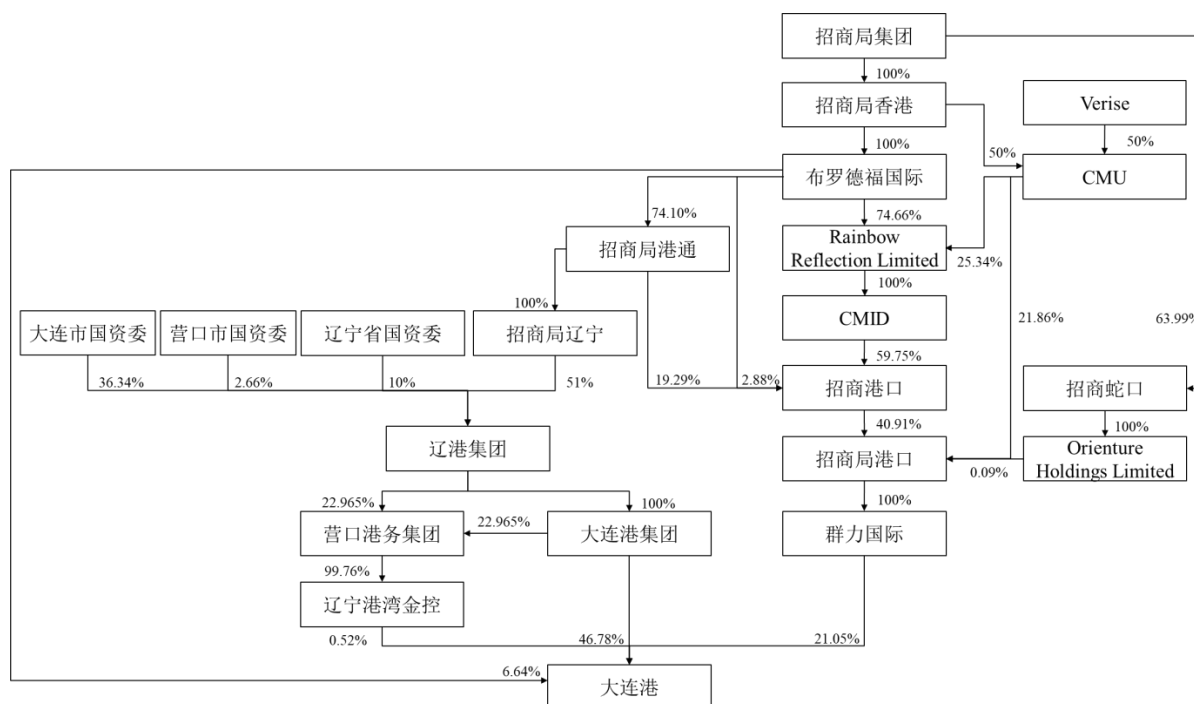 招商局集团
100%
招商局香港
Verise
100%
50%
50%
布罗德福国际
CMU
74.10%
74.66%
招商局港通
Rainbow
Reflection Limited
25.34%
100%
100%
大连市国资委
营口市国资委
辽宁省国资委
招商局辽宁
CMID
21.86%
63.99%
36.34%
2.66%
10%
51%
19.29%
2.88%
59.75%
招商港口
招商蛇口
40.91%
100%
辽港集团
招商局港口
0.09%
Orienture
Holdings Limited
22.965%
100%
100%
营口港务集团
22.965%
大连港集团
群力国际
99.76%
辽宁港湾金控
0.52%
46.78%
21.05%
6.64%
大连港